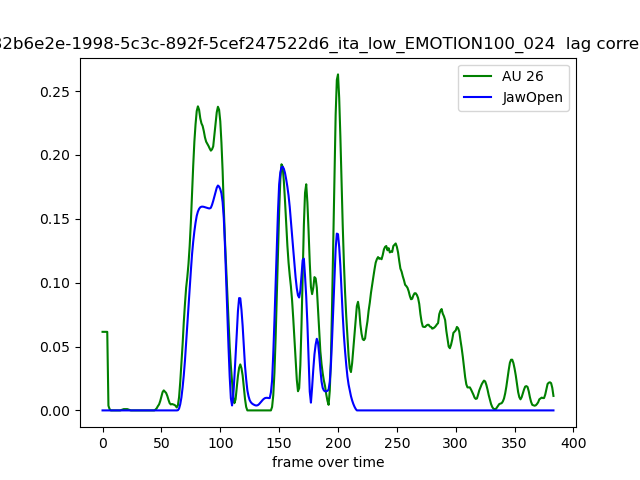 32b6e2e-1998-5c3c-892f-5cef247522d6_ita_low_EMOTION100_024 lag corre
AU 26
JawOpen
0.25
0.20
0.15
0.10
0.05
0.00
0 50 100 150 200 250 300 350 400
frame over time